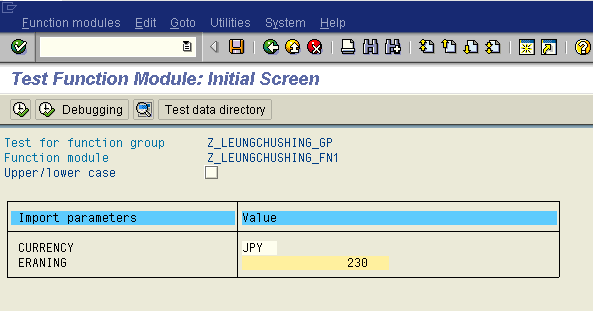 Function modules Edit Goto Utilities System Help
Test Function Module: Initial Screen
Debugging Test data directory
Test for function group Z_LEUNGCHUSHING_GP
Function module Z_LEUNGCHUSHING_FN1
Upper/lower case
Import parameters Value
CURRENCY JPY
ERANING 230